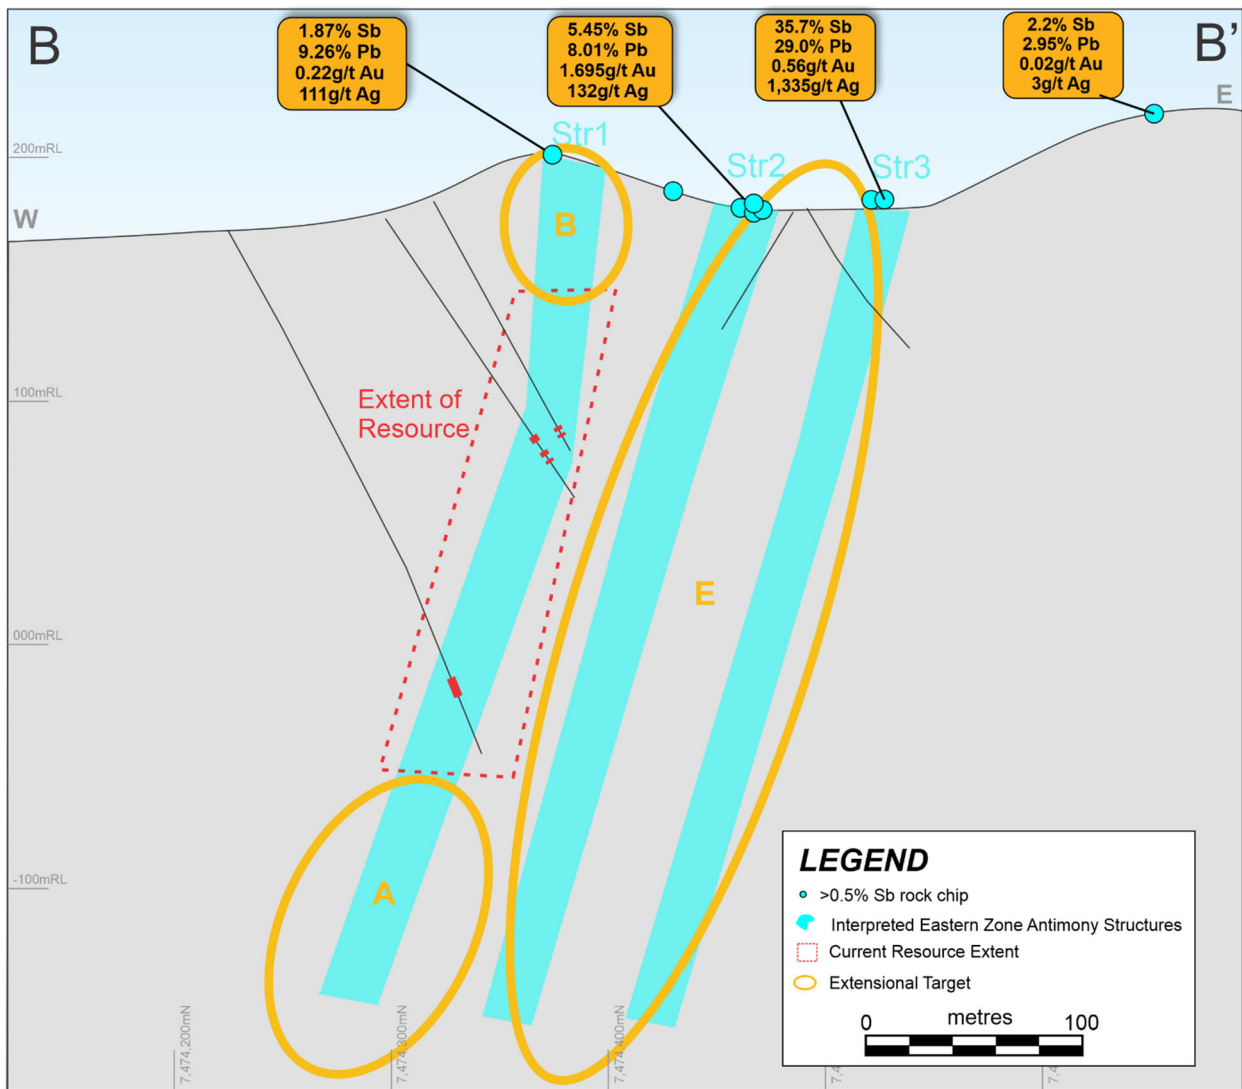 B
B'
1.87% Sb
9.26% Pb
0.22g/t Au
111g/t Ag
5.45% Sb
8.01% Pb
1.695g/t Au
132g/t Ag
35.7% Sb
29.0% Pb
0.56g/t Au
1,335g/t Ag
2.2% Sb
2.95% Pb
0.02g/t Au
3g/t Ag
E
Str1
Str2
Str3
200mRL
W
B
100mRL
Extent of
Resource
E
000mRL
-100mRL
A
7,474,200mN
7,474,300mN
7,474,400mN
LEGEND
>0.5% Sb rock chip
Interpreted Eastern Zone Antimony Structures
Current Resource Extent
Extensional Target
metres
0 100